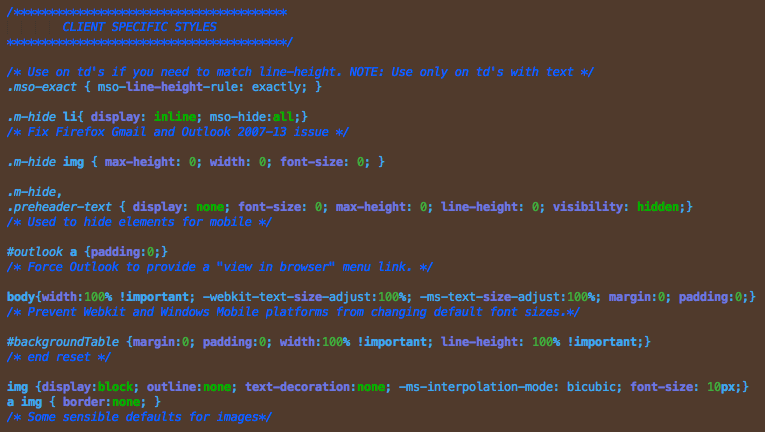 /***************************************
        CLIENT SPECIFIC STYLES
****************************************/
/* Use on td's if you need to match line-height. NOTE: Use only on td's with text */
.mso-exact { mso-line-height-rule: exactly; }
.m-hide li{ display: inline; mso-hide:all;}
/* Fix Firefox Gmail and Outlook 2007-13 issue */
.m-hide img { max-height: 0; width: 0; font-size: 0; }
.m-hide,
.preheader-text { display: none; font-size: 0; max-height: 0; line-height: 0; visibility: hidden;}
/* Used to hide elements for mobile */
#outlook a {padding:0;}
/* Force Outlook to provide a "view in browser" menu link. */
body{width:100% !important; -webkit-text-size-adjust:100%; -ms-text-size-adjust:100%; margin:0; padding:0;}
/* Prevent Webkit and Windows Mobile platforms from changing default font sizes.*/
#backgroundTable {margin:0; padding:0; width:100% !important; line-height: 100% !important;}
/* end reset */
img {display:block; outline:none; text-decoration:none; -ms-interpolation-mode: bicubic; font-size: 10px;}
a img { border:none; }
/* Some sensible defaults for images*/